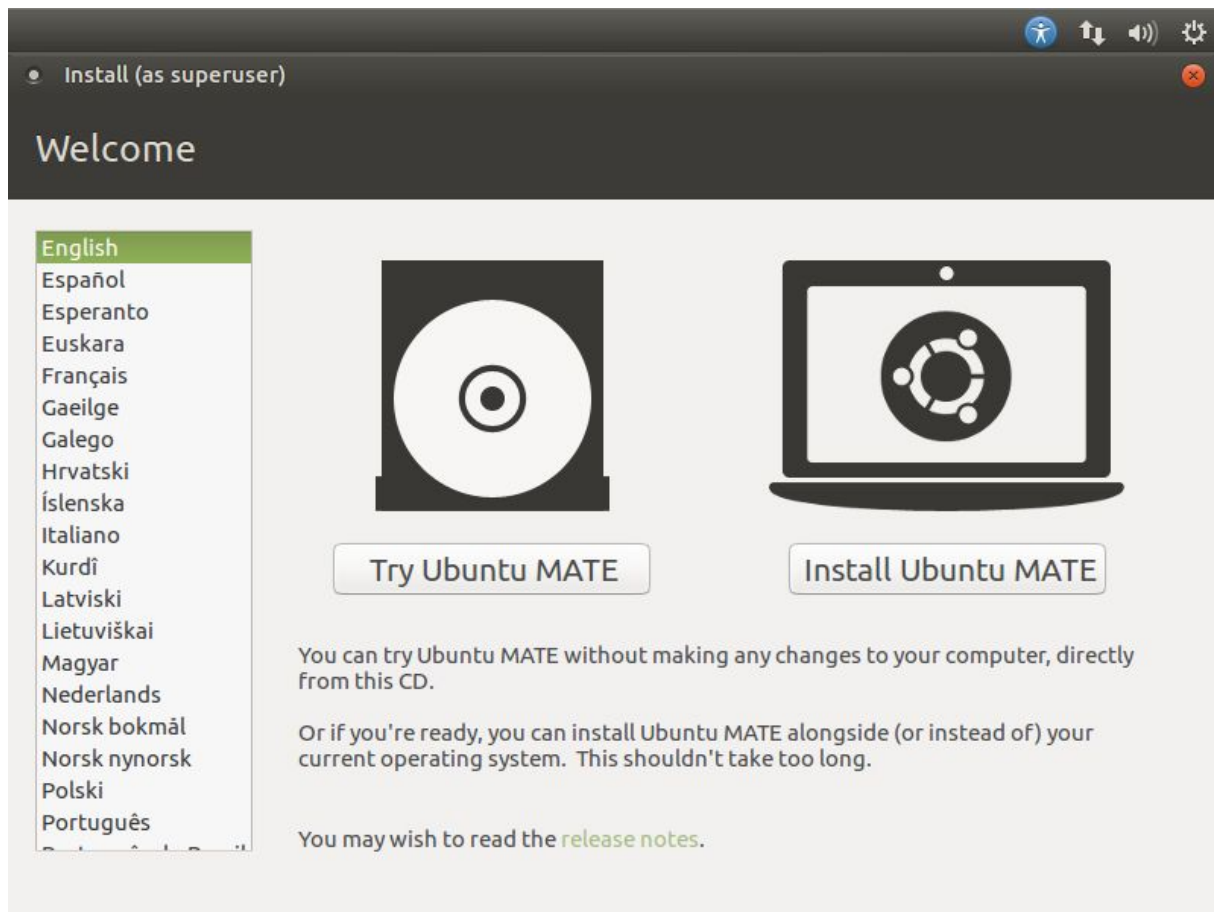 Install (as superuser)
Welcome
English
Español
Esperanto
Euskara
Français
Gaeilge
Galego
Hrvatski
Íslenska
Italiano
Kurdî
Latviski
Lietuviškai
Magyar
Nederlands
Norsk bokmål
Norsk nynorsk
Polski
Português
Try Ubuntu MATE
Install Ubuntu MATE
You can try Ubuntu MATE without making any changes to your computer, directly
from this CD.
Or if you're ready, you can install Ubuntu MATE alongside (or instead of) your
current operating system.  This shouldn't take too long.
You may wish to read the release notes.